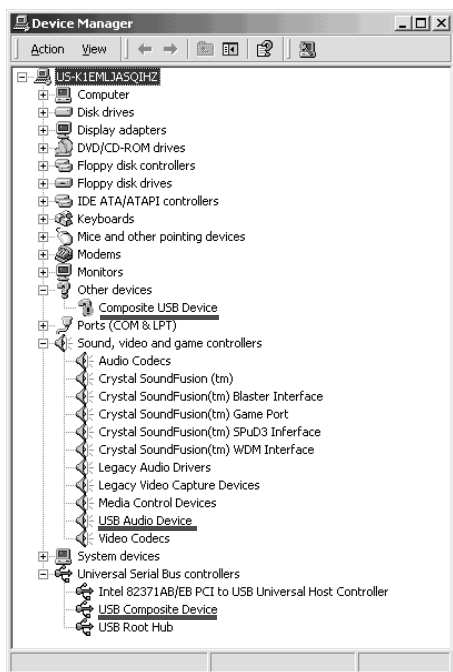 Device Manager
Action View
US-K1EMLJASQIHZ
Computer
Disk drives
Display adapters
DVD/CD-ROM drives
Floppy disk controllers
Floppy disk drives
IDE ATA/ATAPI controllers
Keyboards
Mice and other pointing devices
Modems
Monitors
Other devices
Composite USB Device
Ports (COM & LPT)
Sound, video and game controllers
Audio Codecs
Crystal SoundFusion (tm)
Crystal SoundFusion(tm) Blaster Interface
Crystal SoundFusion(tm) Game Port
Crystal SoundFusion(tm) SPuD3 Inferface
Crystal SoundFusion(tm) WDM Interface
Legacy Audio Drivers
Legacy Video Capture Devices
Media Control Devices
USB Audio Device
Video Codecs
System devices
Universal Serial Bus controllers
Intel 82371AB/EB PCI to USB Universal Host Controller
USB Composite Device
USB Root Hub